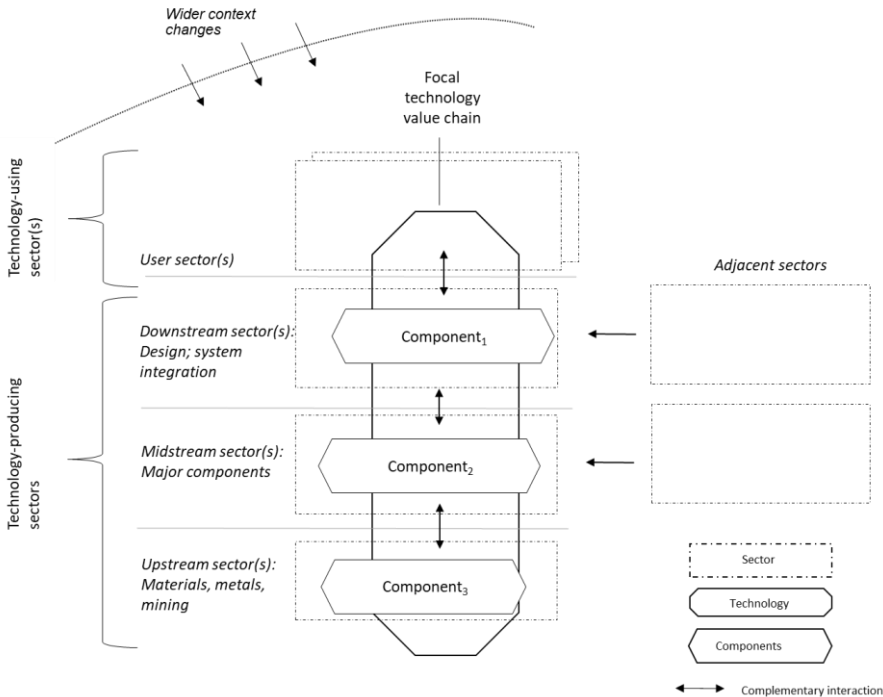 Wider context
changes
Focal
technology
value chain
Technology-using
sector(s)
User sector(s)
Adjacent sectors
Technology-producing
sectors
Downstream sector(s):
Design; system
integration
Component₁
Midstream sector(s):
Major components
Component₂
Upstream sector(s):
Materials, metals,
mining
Component₃
Sector
Technology
Components
Complementary interaction